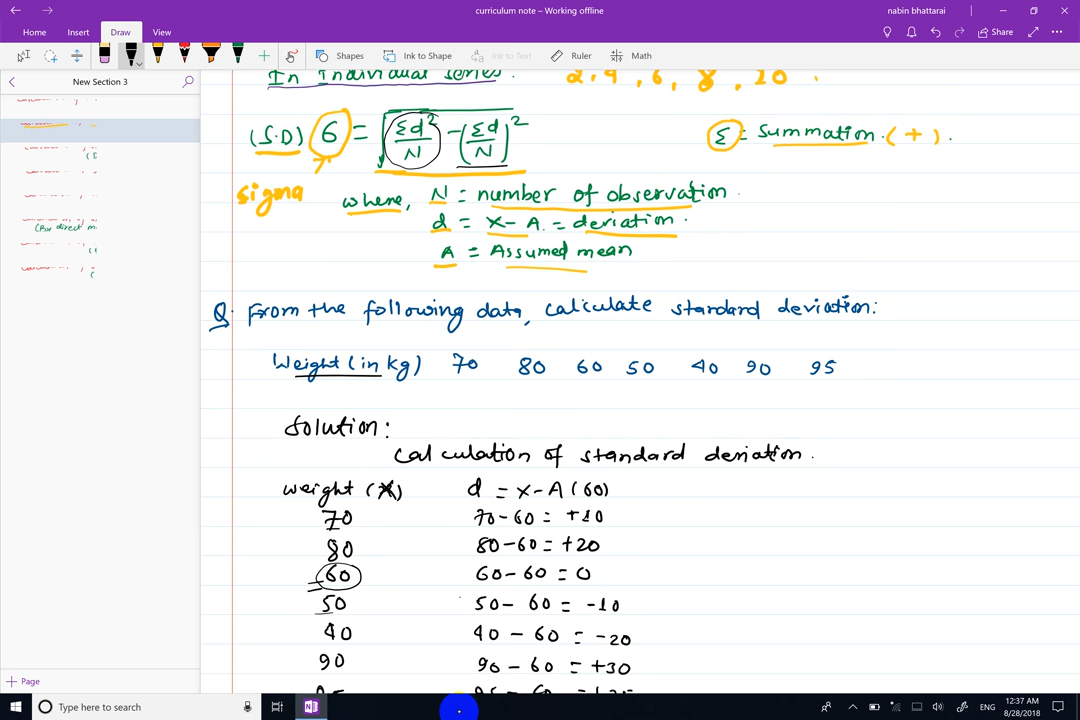 curriculum note – Working offline
nabin bhattarai
Home Insert Draw View
Share
Shapes Ink to Shape Ink to Text Ruler Math
New Section 3
In Individual series. 2, 4, 6, 8, 10.
(S.D) 6 = √ Σd²/N - (Σd/N)² Σ = Summation (+).
sigma where, N = number of observation.
d = x - A = deviation.
A = Assumed mean
Q. From the following data, calculate standard deviation:
Weight (in kg) 70 80 60 50 40 90 95
Solution:
Calculation of standard deviation.
weight (X) d = x - A (60)
70 70-60 = +10
80 80-60 = +20
60 60-60 = 0
50 50-60 = -10
40 40-60 = -20
90 90-60 = +30
+ Page
Type here to search
ENG
12:37 AM
8/28/2018